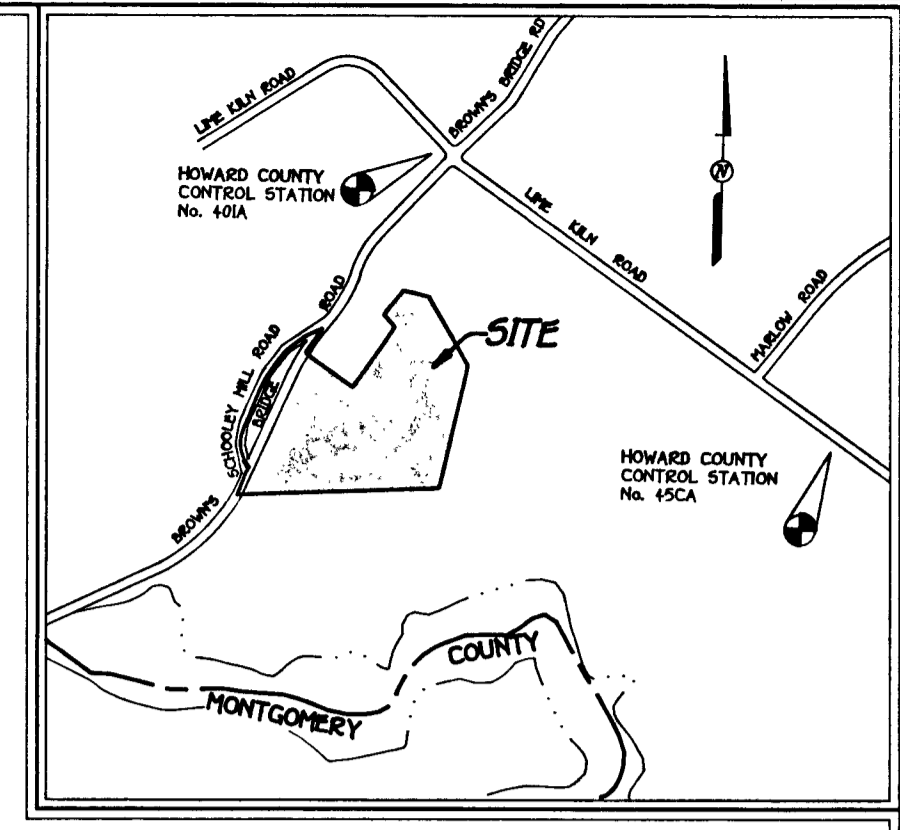 BROWN'S BRIDGE RD
LIME KILN ROAD
HOWARD COUNTY
CONTROL STATION
No. 401A
N
LIME KILN ROAD
MARLOW ROAD
SCHOOLEY HILL ROAD
BROWN'S BRIDGE ROAD
SITE
HOWARD COUNTY
CONTROL STATION
No. 45CA
MONTGOMERY COUNTY